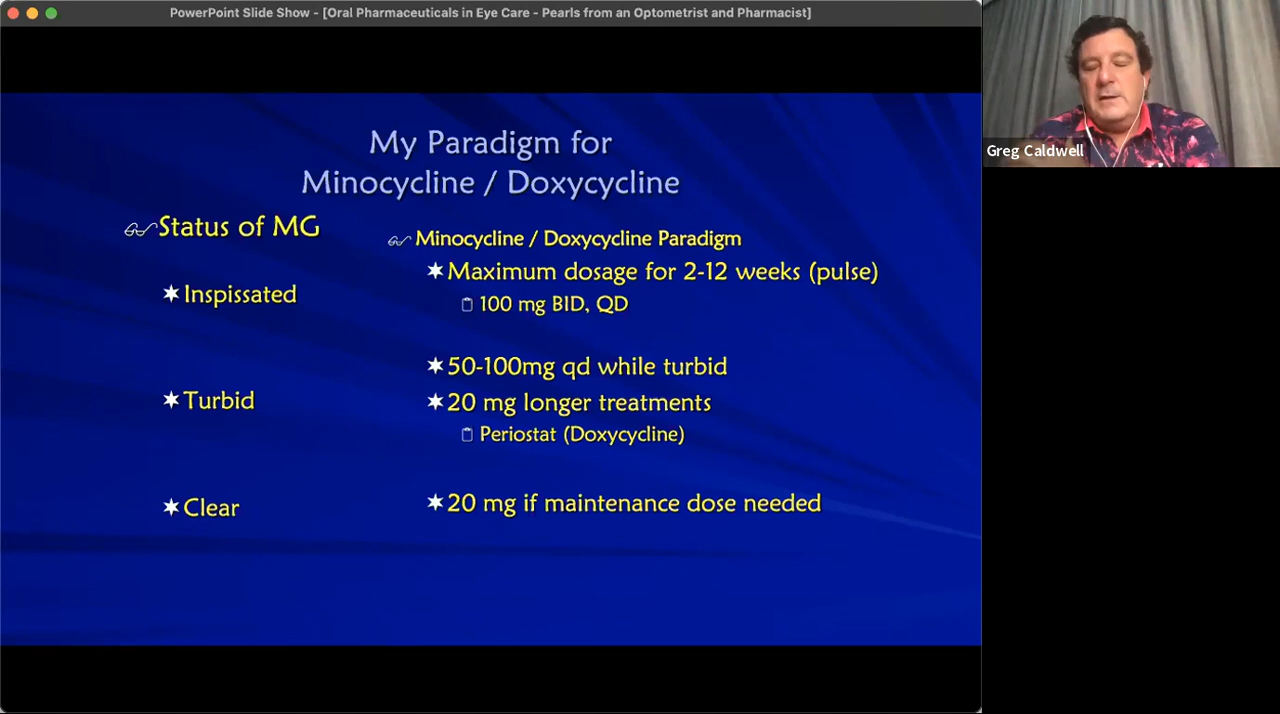 PowerPoint Slide Show - [Oral Pharmaceuticals in Eye Care - Pearls from an Optometrist and Pharmacist]
Greg Caldwell
My Paradigm for
Minocycline / Doxycycline
Status of MG
Inspissated
Turbid
Clear
Minocycline / Doxycycline Paradigm
Maximum dosage for 2-12 weeks (pulse)
100 mg BID, QD
50-100mg qd while turbid
20 mg longer treatments
Periostat (Doxycycline)
20 mg if maintenance dose needed